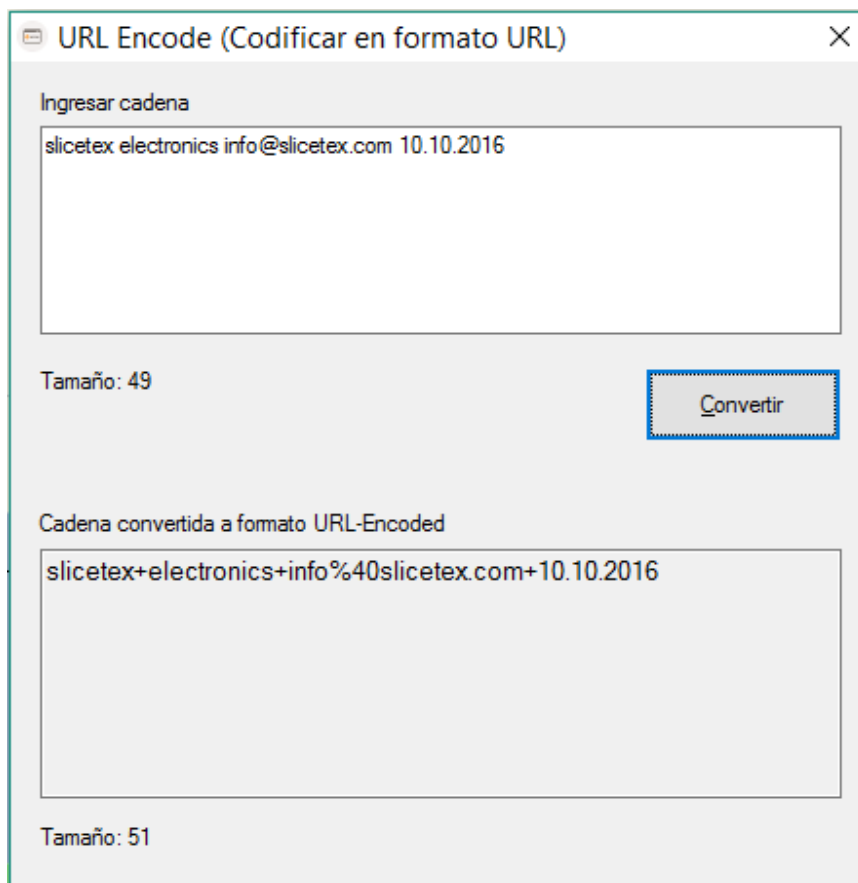 URL Encode (Codificar en formato URL)
Ingresar cadena
slicetex electronics info@slicetex.com 10.10.2016
Tamaño: 49
Convertir
Cadena convertida a formato URL-Encoded
slicetex+electronics+info%40slicetex.com+10.10.2016
Tamaño: 51